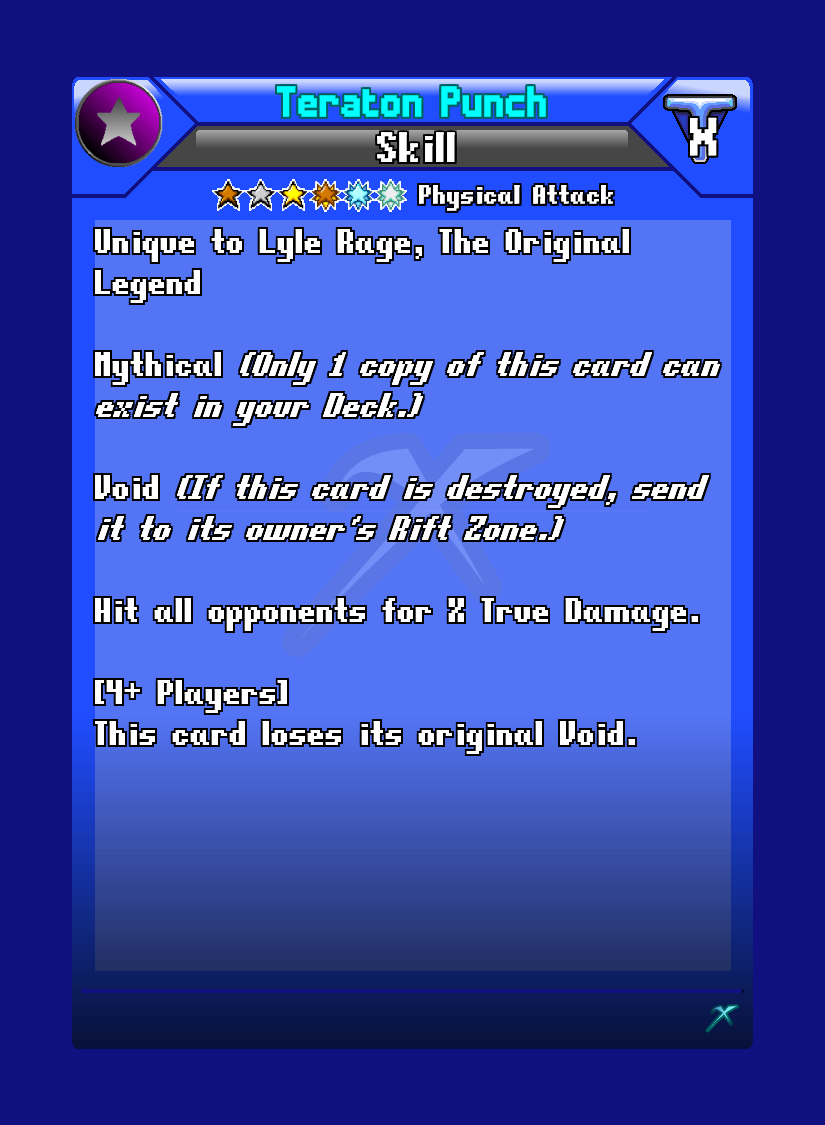 Teraton Punch
X
Skill
Physical Attack
Unique to Lyle Rage, The Original
Legend
Mythical (Only 1 copy of this card can
exist in your Deck.)
Void (If this card is destroyed, send
it to its owner's Rift Zone.)
Hit all opponents for X True Damage.
[4+ Players]
This card loses its original Void.